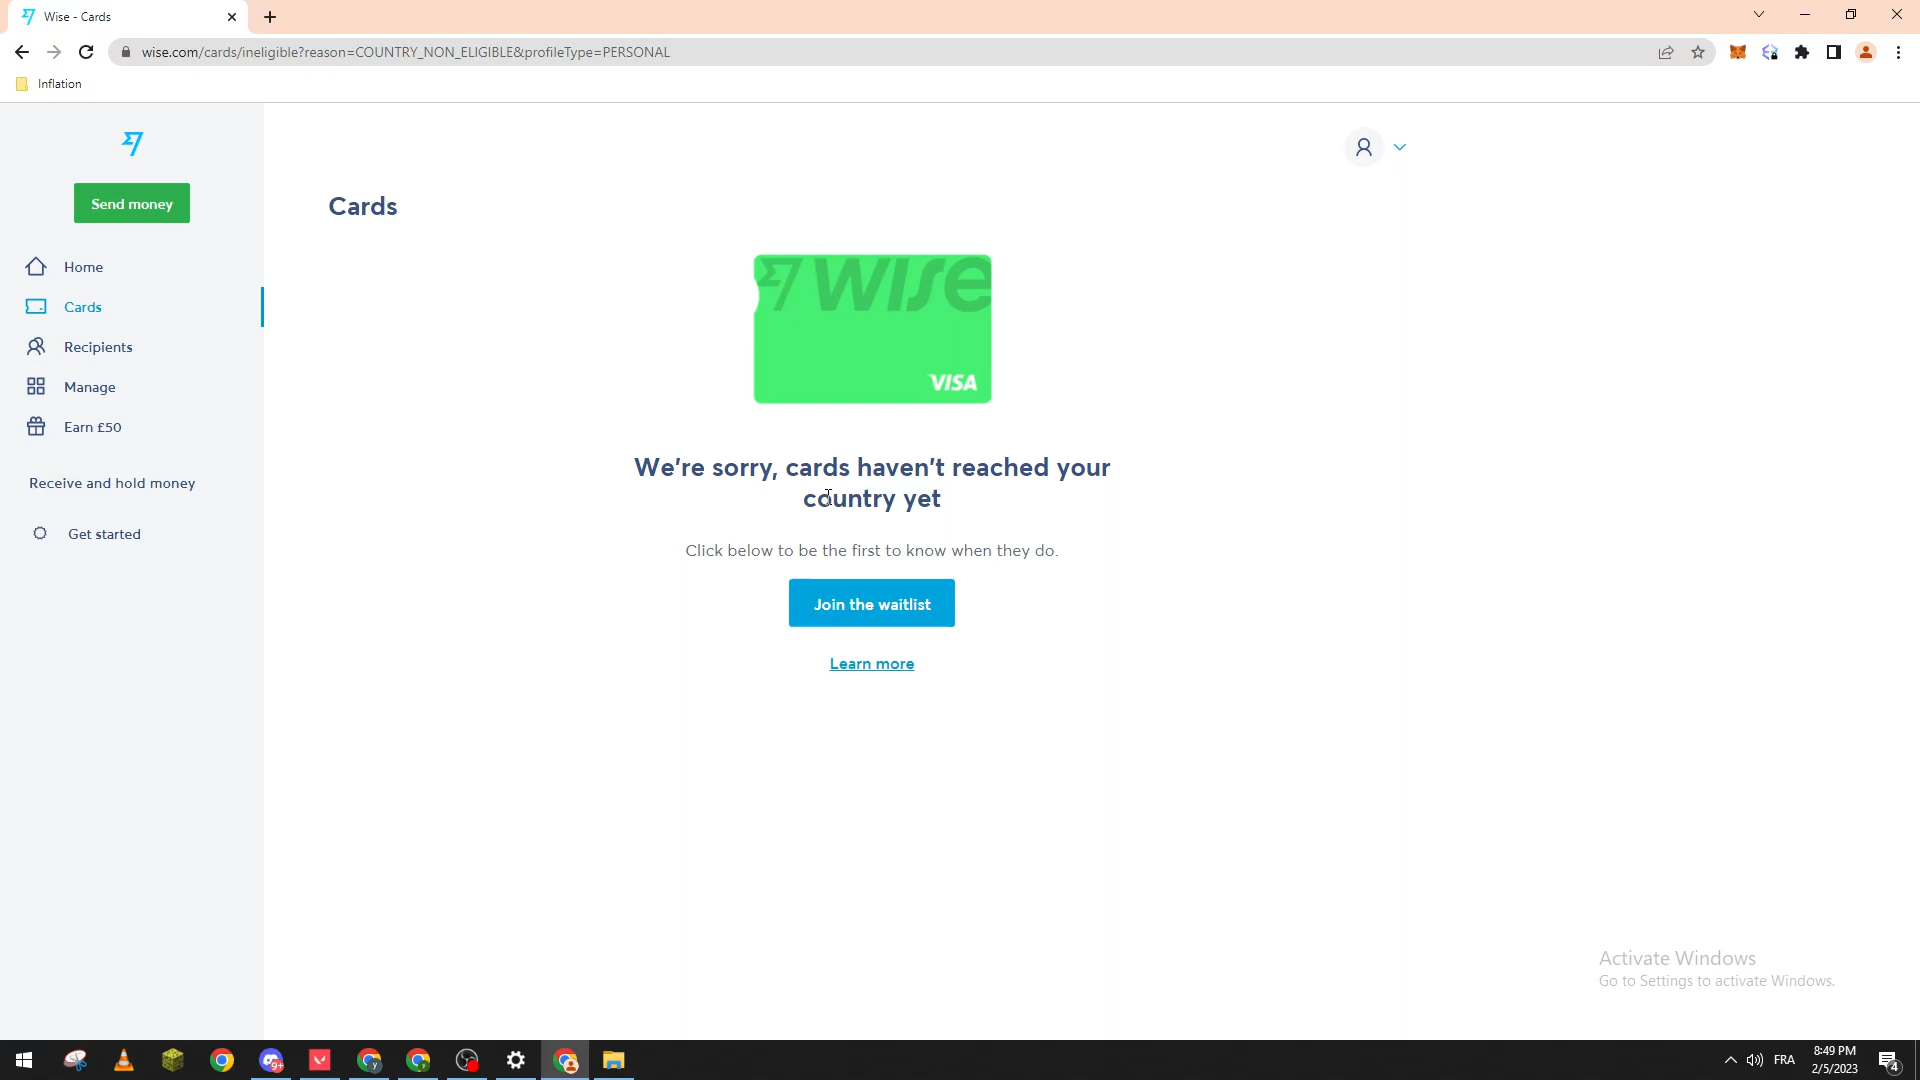 Wise - Cards
wise.com/cards/ineligible?reason=COUNTRY_NON_ELIGIBLE&profileType=PERSONAL
Inflation
Send money
Home
Cards
Recipients
Manage
Earn £50
Receive and hold money
Get started
Cards
WISE
VISA
We're sorry, cards haven't reached your
country yet
Click below to be the first to know when they do.
Join the waitlist
Learn more
Activate Windows
Go to Settings to activate Windows.
9+
y
y
FRA
8:49 PM
2/5/2023
4